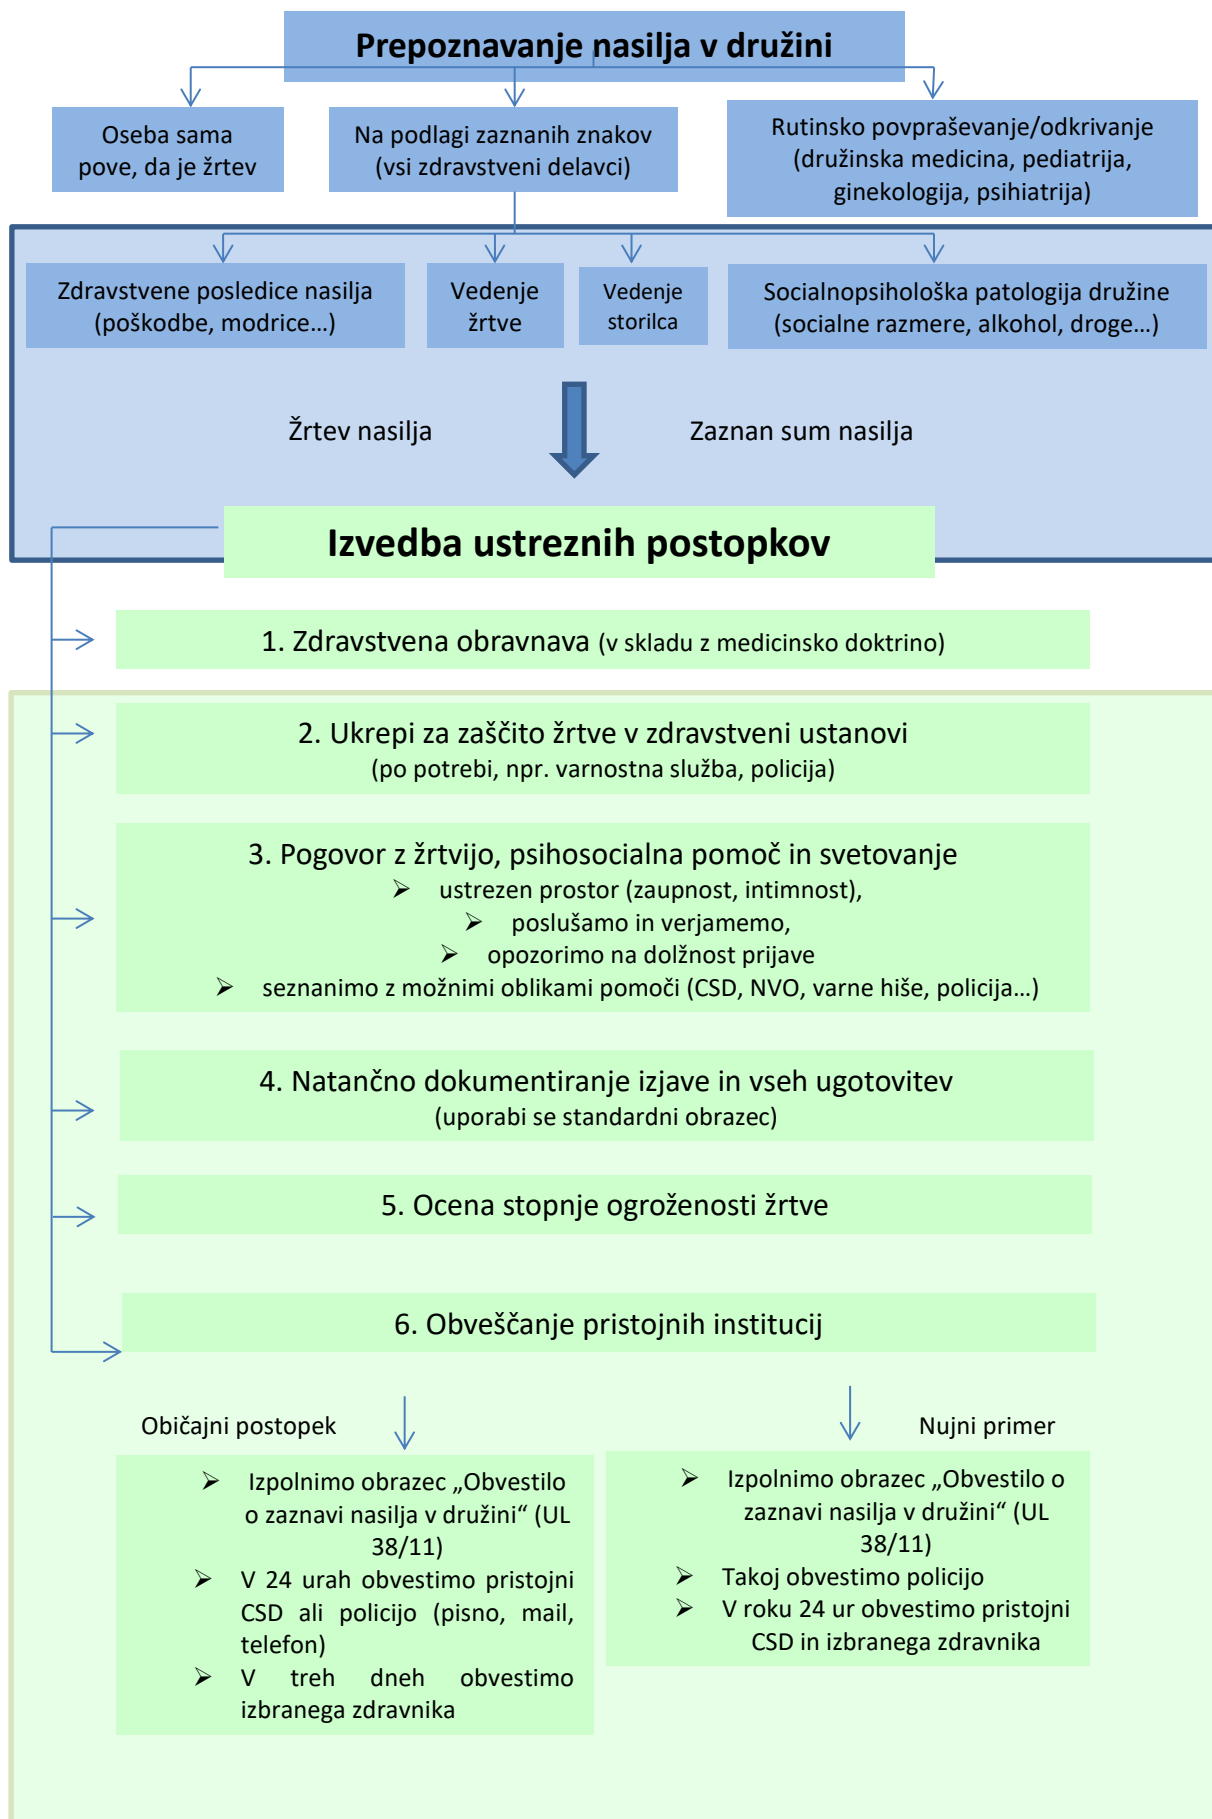 Prepoznavanje nasilja v družini
Oseba sama
pove, da je žrtev
Na podlagi zaznanih znakov
(vsi zdravstveni delavci)
Rutinsko povpraševanje/odkrivanje
(družinska medicina, pediatrija,
ginekologija, psihiatrija)
Zdravstvene posledice nasilja
(poškodbe, modrice…)
Vedenje
žrtve
Vedenje
storilca
Socialnopsihološka patologija družine
(socialne razmere, alkohol, droge…)
Žrtev nasilja
Zaznan sum nasilja
Izvedba ustreznih postopkov
1. Zdravstvena obravnava (v skladu z medicinsko doktrino)
2. Ukrepi za zaščito žrtve v zdravstveni ustanovi
(po potrebi, npr. varnostna služba, policija)
3. Pogovor z žrtvijo, psihosocialna pomoč in svetovanje
➢ ustrezen prostor (zaupnost, intimnost),
➢ poslušamo in verjamemo,
➢ opozorimo na dolžnost prijave
➢ seznanimo z možnimi oblikami pomoči (CSD, NVO, varne hiše, policija…)
4. Natančno dokumentiranje izjave in vseh ugotovitev
(uporabi se standardni obrazec)
5. Ocena stopnje ogroženosti žrtve
6. Obveščanje pristojnih institucij
Običajni postopek
➢ Izpolnimo obrazec „Obvestilo
o zaznavi nasilja v družini“ (UL
38/11)
➢ V 24 urah obvestimo pristojni
CSD ali policijo (pisno, mail,
telefon)
➢ V treh dneh obvestimo
izbranega zdravnika
Nujni primer
➢ Izpolnimo obrazec „Obvestilo o
zaznavi nasilja v družini“ (UL
38/11)
➢ Takoj obvestimo policijo
➢ V roku 24 ur obvestimo pristojni
CSD in izbranega zdravnika